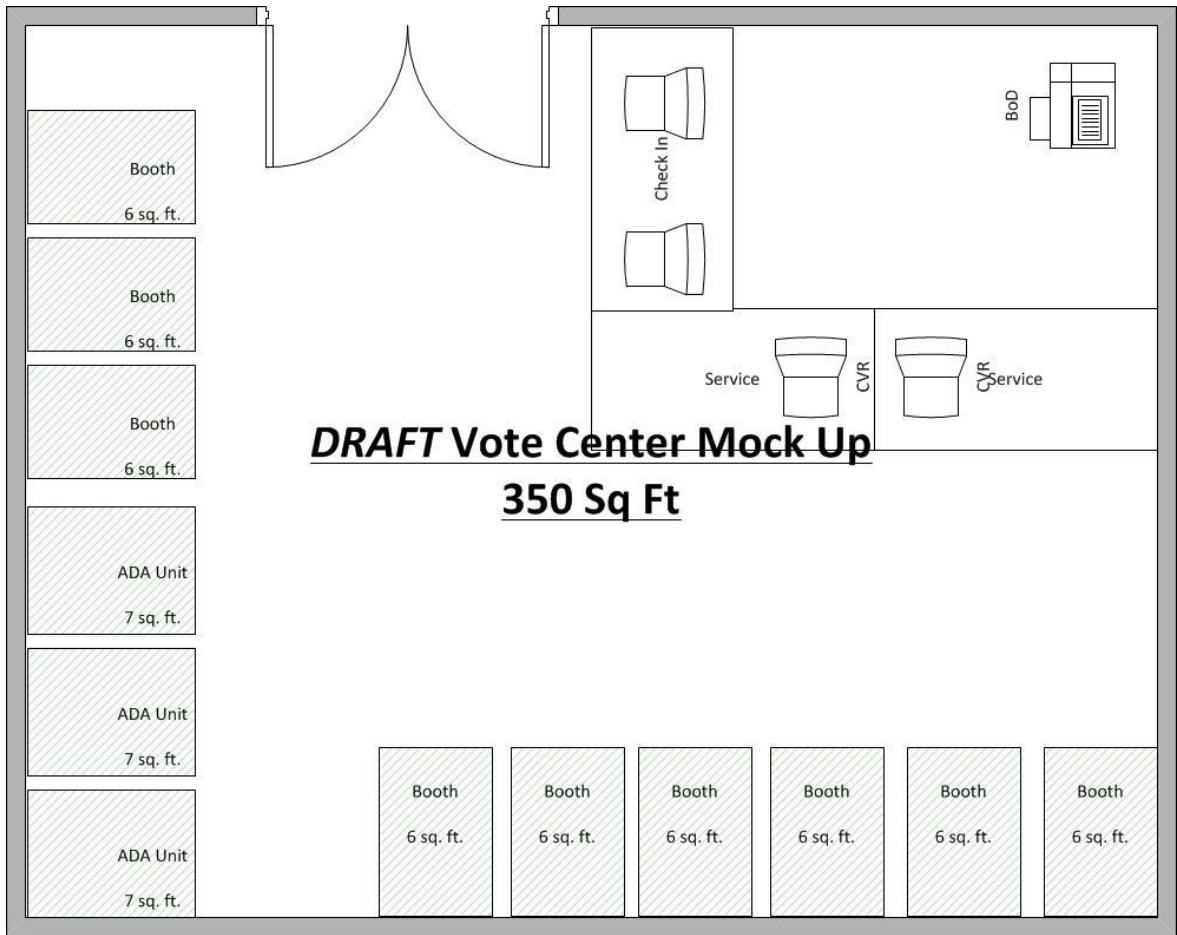 BoD
Check In
Booth
6 sq. ft.
Booth
6 sq. ft.
Booth
6 sq. ft.
Service
CVR
CVR
Service
DRAFT Vote Center Mock Up
350 Sq Ft
ADA Unit
7 sq. ft.
ADA Unit
7 sq. ft.
ADA Unit
7 sq. ft.
Booth
6 sq. ft.
Booth
6 sq. ft.
Booth
6 sq. ft.
Booth
6 sq. ft.
Booth
6 sq. ft.
Booth
6 sq. ft.